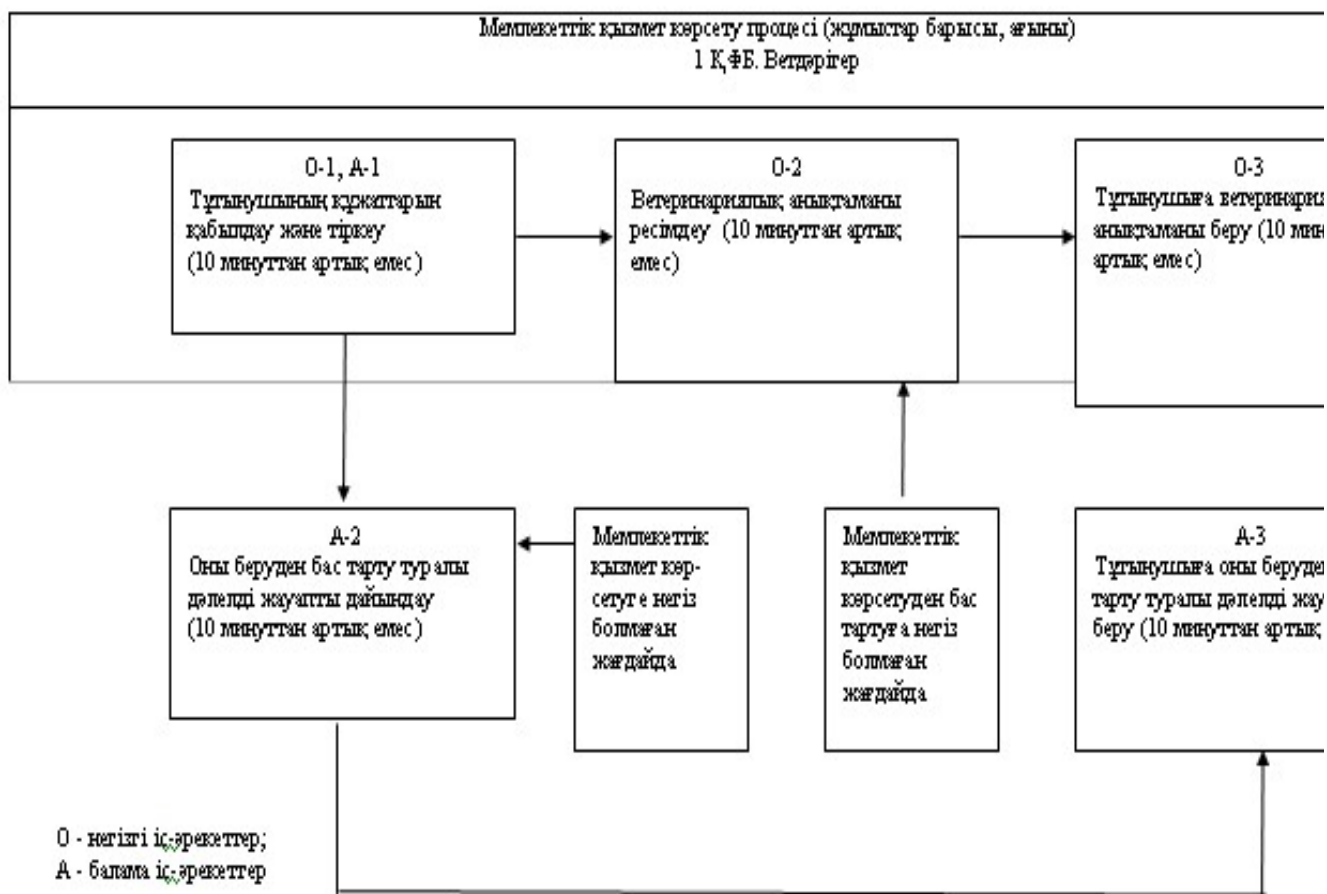 Мемлекеттік қызмет көрсету процесі (жұмыстар барысы, ағыны)
1 ҚФБ. Ветдәрігер
О-1, А-1
Тұтынушының құжаттарын
қабылдау және тіркеу
(10 минуттан артық емес)
О-2
Ветеринариялық анықтаманы
ресімдеу (10 минуттан артық
емес)
О-3
Тұтынушыға ветеринария
анықтаманы беру (10 мин
артық емес)
А-2
Оны беруден бас тарту туралы
дәлелді жауапты дайындау
(10 минуттан артық емес)
Мемлекеттік
қызмет көр-
сетуге негіз
болмаған
жағдайда
Мемлекеттік
қызмет
көрсетуден бас
тартуға негіз
болмаған
жағдайда
А-3
Тұтынушыға оны беруде
тарту туралы дәлелді жау
беру (10 минуттан артық
О - негізгі іс-әрекеттер;
А - балама іс-әрекеттер